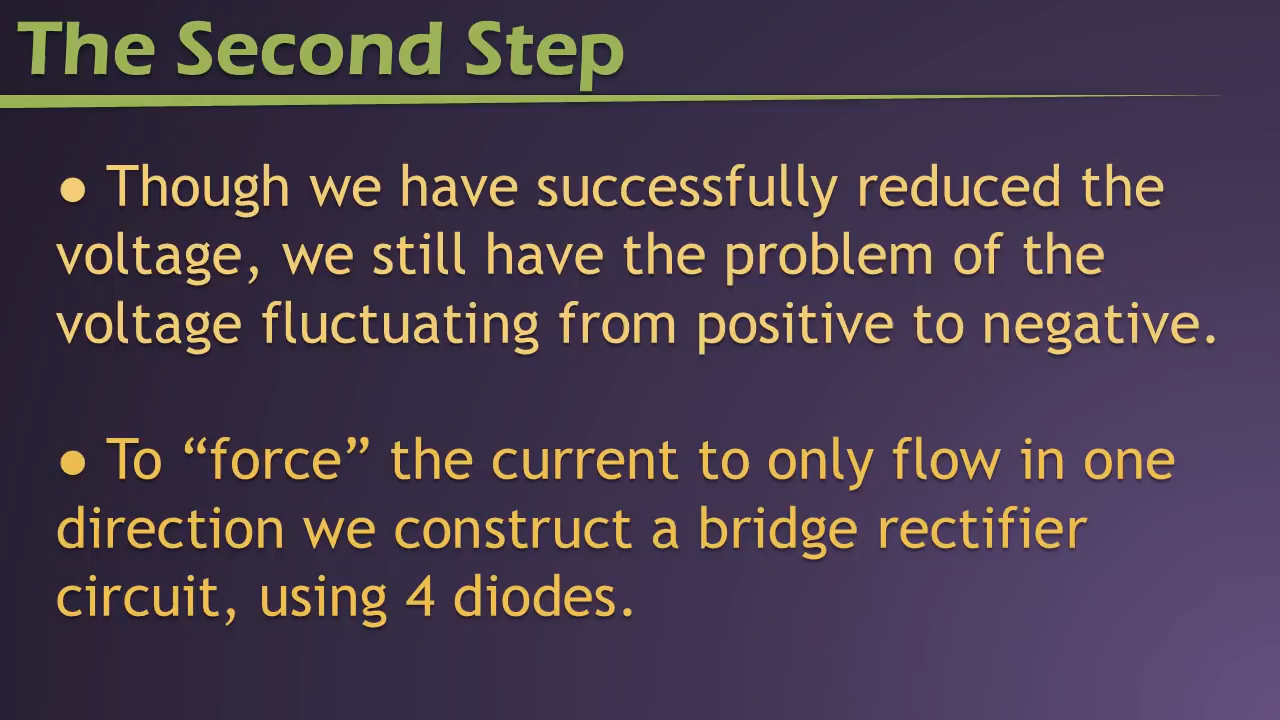 The Second Step
● Though we have successfully reduced the
voltage, we still have the problem of the
voltage fluctuating from positive to negative.
● To “force” the current to only flow in one
direction we construct a bridge rectifier
circuit, using 4 diodes.